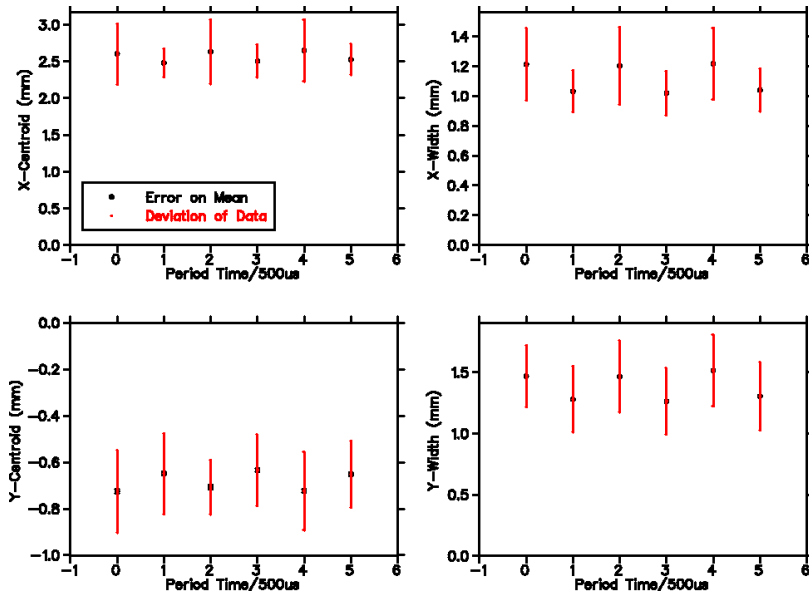 X-Centroid (mm)
3.0
2.5
2.0
1.5
1.0
0.5
0.0
Error on Mean
Deviation of Data
-1 0 1 2 3 4 5 6
Period Time/500us
X-Width (mm)
1.4
1.2
1.0
0.8
0.6
0.4
0.2
0.0
-1 0 1 2 3 4 5 6
Period Time/500us
Y-Centroid (mm)
0.0
-0.2
-0.4
-0.6
-0.8
-1.0
-1 0 1 2 3 4 5 6
Period Time/500us
Y-Width (mm)
1.5
1.0
0.5
0.0
-1 0 1 2 3 4 5 6
Period Time/500us